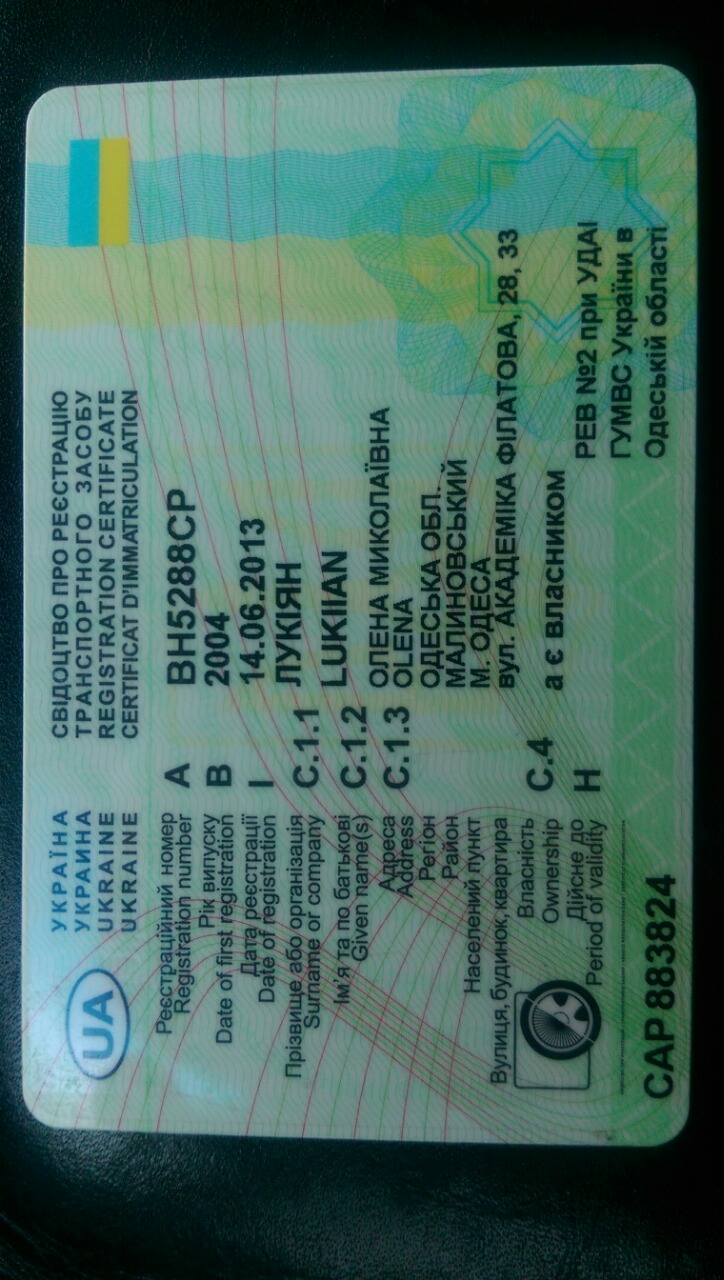 УКРАЇНА
УКРАИНА
UKRAINE
UKRAINE
UA
СВІДОЦТВО ПРО РЕЄСТРАЦІЮ
ТРАНСПОРТНОГО ЗАСОБУ
REGISTRATION CERTIFICATE
CERTIFICAT D'IMMATRICULATION
Реєстраційний номер
Registration number
A BH5288CP
Рік випуску
Date of first registration
B 2004
Дата реєстрації
Date of registration
I 14.06.2013
Прізвище або організація
Surname or company
C.1.1 ЛУКІЯН
LUKIIAN
Ім'я та по батькові
Given name(s)
C.1.2 ОЛЕНА МИКОЛАЇВНА
OLENA
Адреса
Address
C.1.3 ОДЕСЬКА ОБЛ.
Регіон
Район
МАЛИНОВСЬКИЙ
Населений пункт
М. ОДЕСА
Вулиця, будинок, квартира
вул. АКАДЕМІКА ФІЛАТОВА, 28, 33
Власність
Ownership
C.4 а є власником
Дійсне до
Period of validity
H
РЕВ №2 при УДАІ
ГУМВС України в
Одеській області
САР 883824